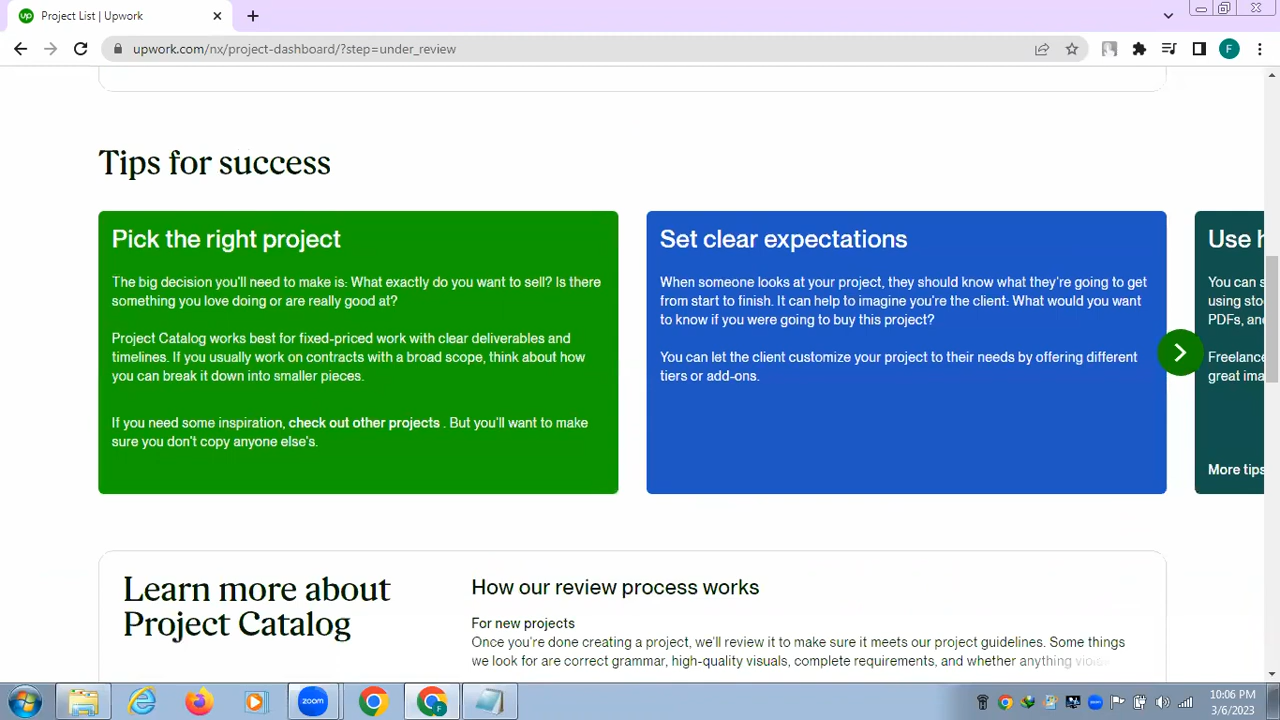 Project List | Upwork
upwork.com/nx/project-dashboard/?step=under_review
F
Tips for success
Pick the right project
The big decision you'll need to make is: What exactly do you want to sell? Is there
something you love doing or are really good at?
Project Catalog works best for fixed-priced work with clear deliverables and
timelines. If you usually work on contracts with a broad scope, think about how
you can break it down into smaller pieces.
If you need some inspiration, check out other projects . But you'll want to make
sure you don't copy anyone else's.
Set clear expectations
When someone looks at your project, they should know what they're going to get
from start to finish. It can help to imagine you're the client: What would you want
to know if you were going to buy this project?
You can let the client customize your project to their needs by offering different
tiers or add-ons.
Use
You can
using
PDFs,
Freelance
great
More tips
Learn more about
Project Catalog
How our review process works
For new projects
Once you're done creating a project, we'll review it to make sure it meets our project guidelines. Some things
we look for are correct grammar, high-quality visuals, complete requirements, and whether anything
zoom
F
10:06 PM
3/6/2023